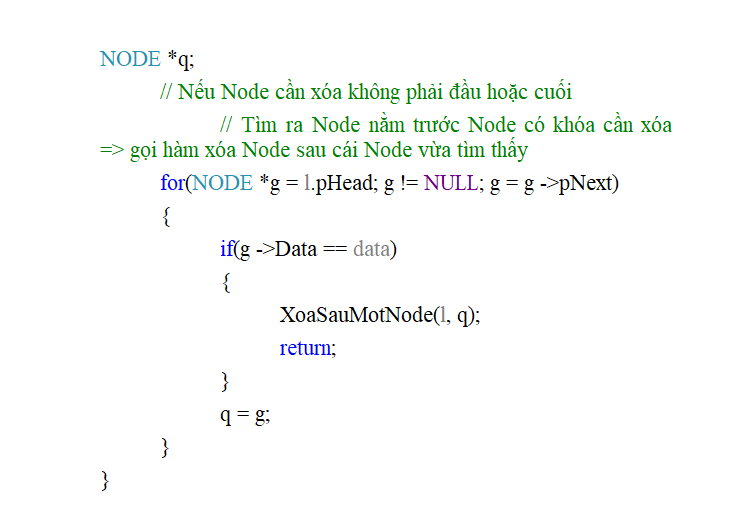 NODE *q;
// Nếu Node cần xóa không phải đầu hoặc cuối
// Tìm ra Node nằm trước Node có khóa cần xóa
=> gọi hàm xóa Node sau cái Node vừa tìm thấy
for(NODE *g = l.pHead; g != NULL; g = g ->pNext)
{
if(g ->Data == data)
{
XoaSauMotNode(l, q);
return;
}
q = g;
}
}